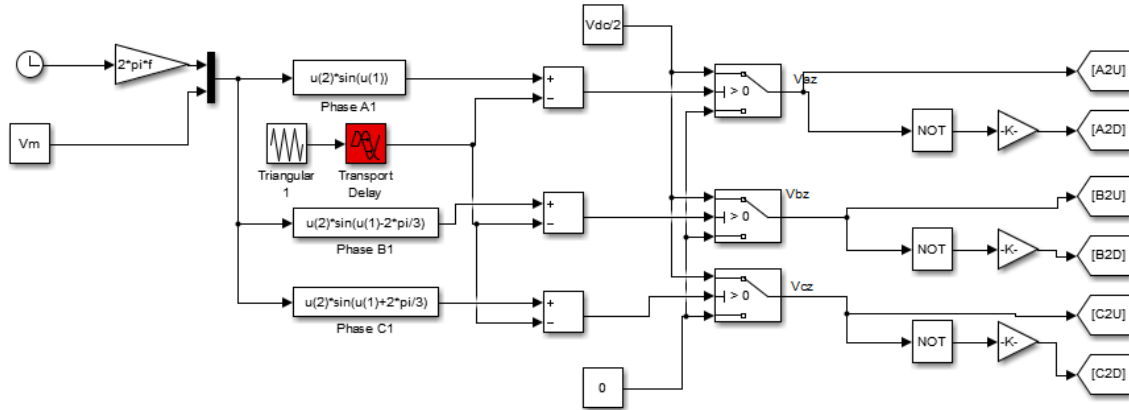 Vdc/2
2*pi*f
u(2)*sin(u(1))
Phase A1
+
−
> 0
Vaz
[A2U]
Vm
Triangular
1
Transport
Delay
NOT
-K-
[A2D]
u(2)*sin(u(1)-2*pi/3)
Phase B1
+
−
> 0
Vbz
[B2U]
NOT
-K-
[B2D]
u(2)*sin(u(1)+2*pi/3)
Phase C1
+
−
> 0
Vcz
[C2U]
NOT
-K-
[C2D]
0